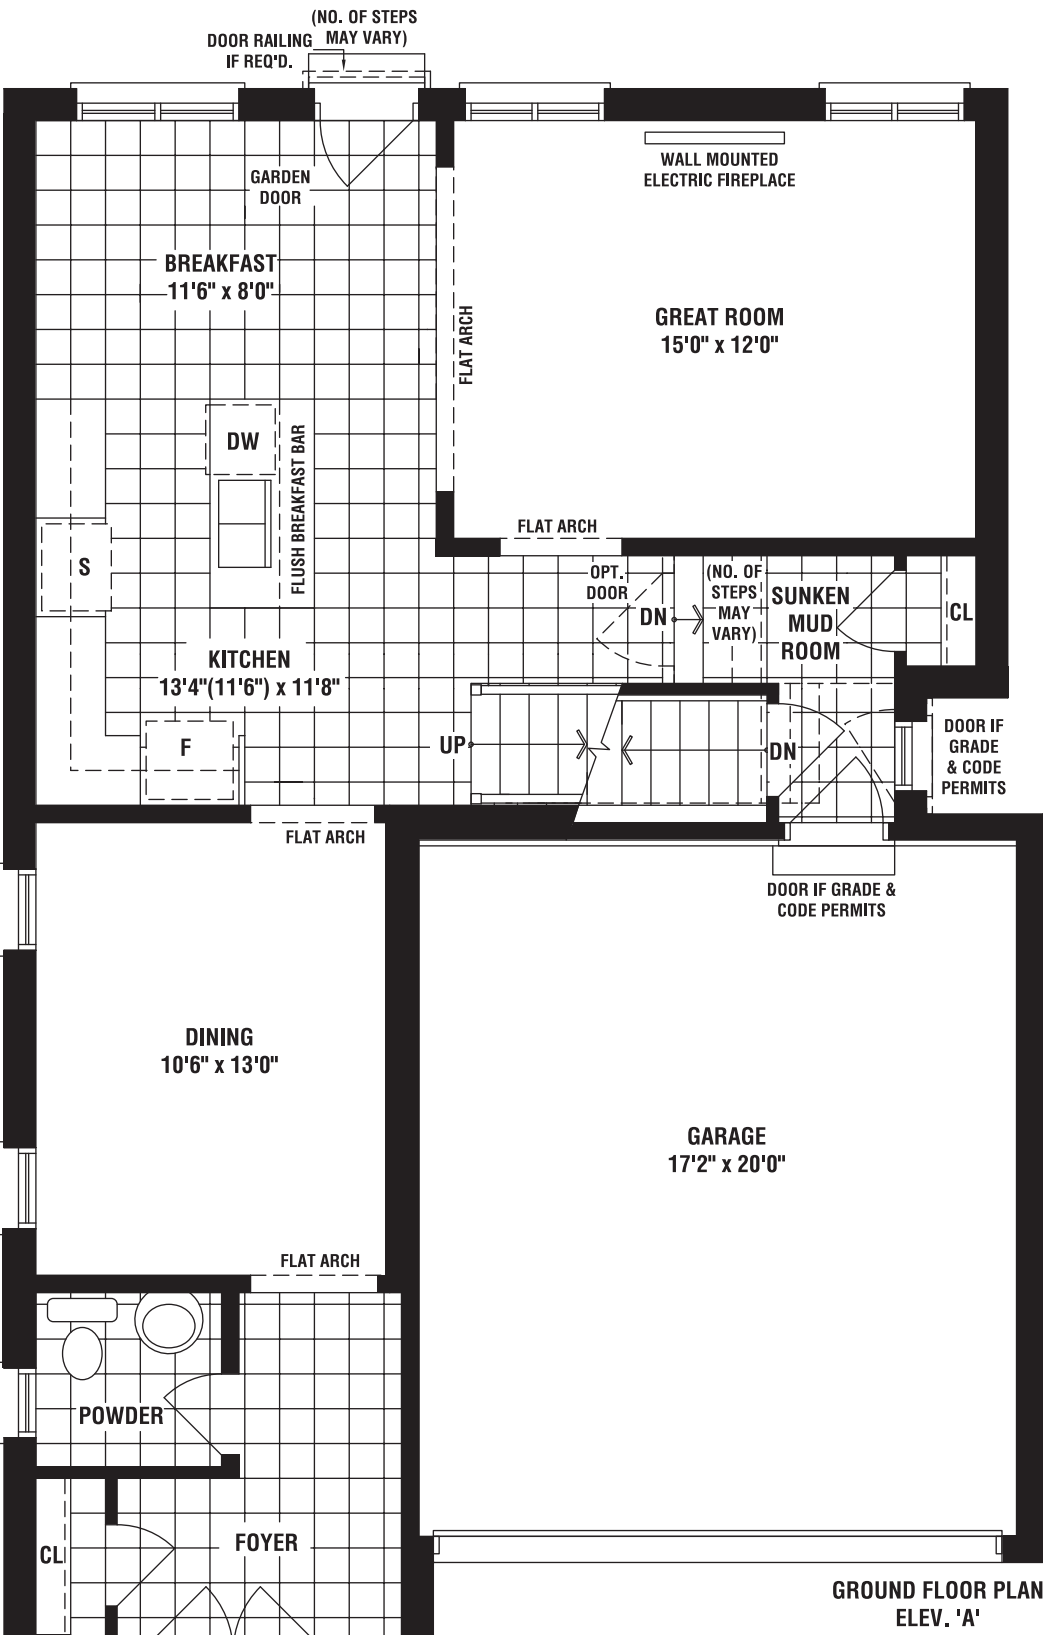 (NO. OF STEPS
MAY VARY)
DOOR RAILING
IF REQ'D.
GARDEN
DOOR
WALL MOUNTED
ELECTRIC FIREPLACE
BREAKFAST
11'6" x 8'0"
GREAT ROOM
15'0" x 12'0"
FLAT ARCH
DW
FLUSH BREAKFAST BAR
S
FLAT ARCH
OPT.
DOOR
DN
(NO. OF
STEPS
MAY
VARY)
SUNKEN
MUD
ROOM
CL
KITCHEN
13'4"(11'6") x 11'8"
F
UP
DN
DOOR IF
GRADE
& CODE
PERMITS
FLAT ARCH
DOOR IF GRADE &
CODE PERMITS
DINING
10'6" x 13'0"
GARAGE
17'2" x 20'0"
FLAT ARCH
POWDER
CL
FOYER
GROUND FLOOR PLAN
ELEV. 'A'